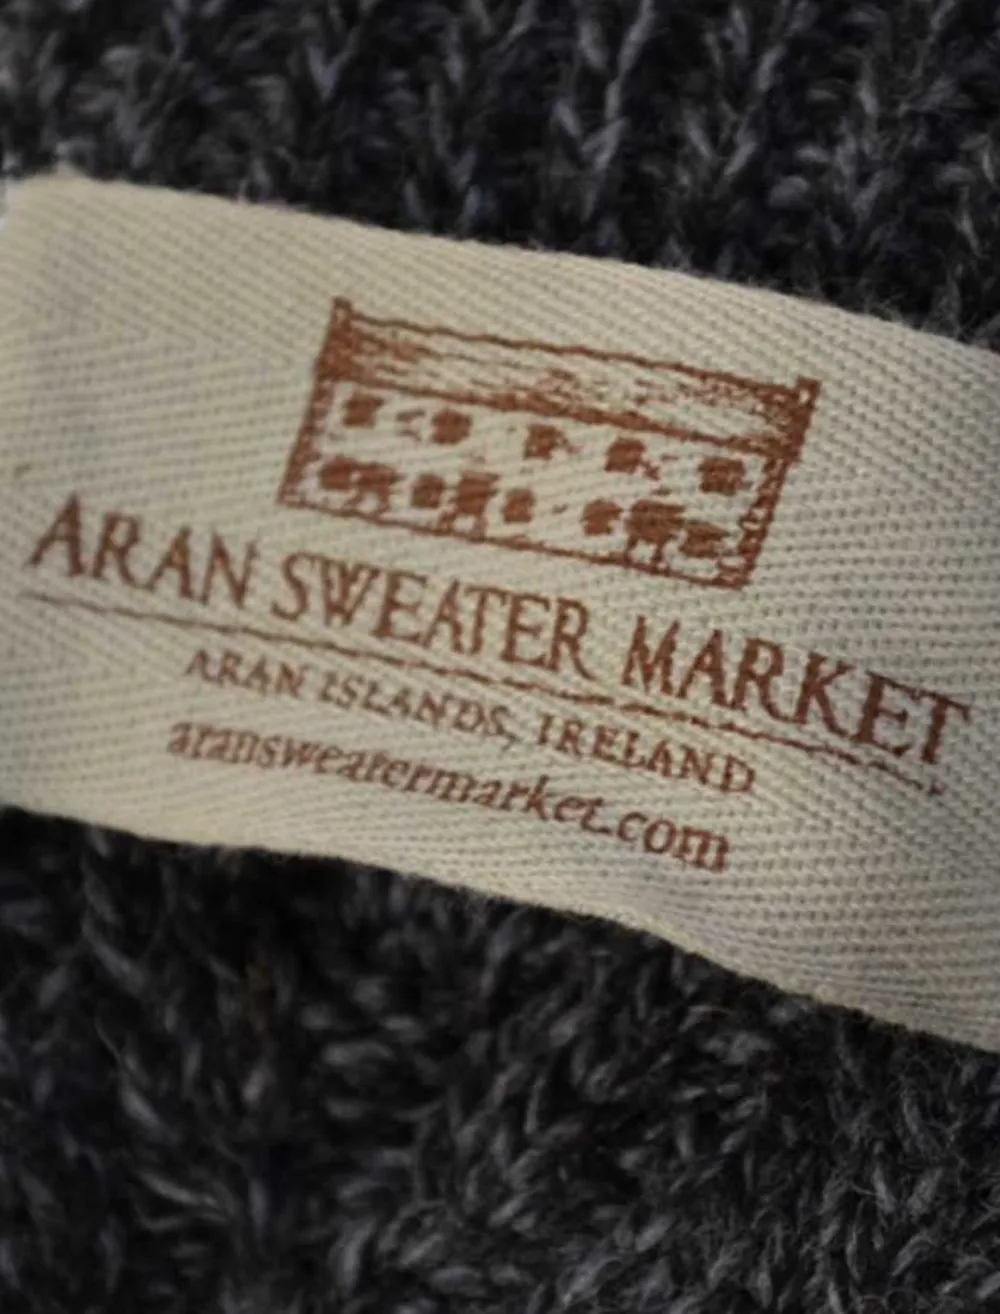 ARAN SWEATER MARKET
ARAN ISLANDS, IRELAND
aransweatermarket.com